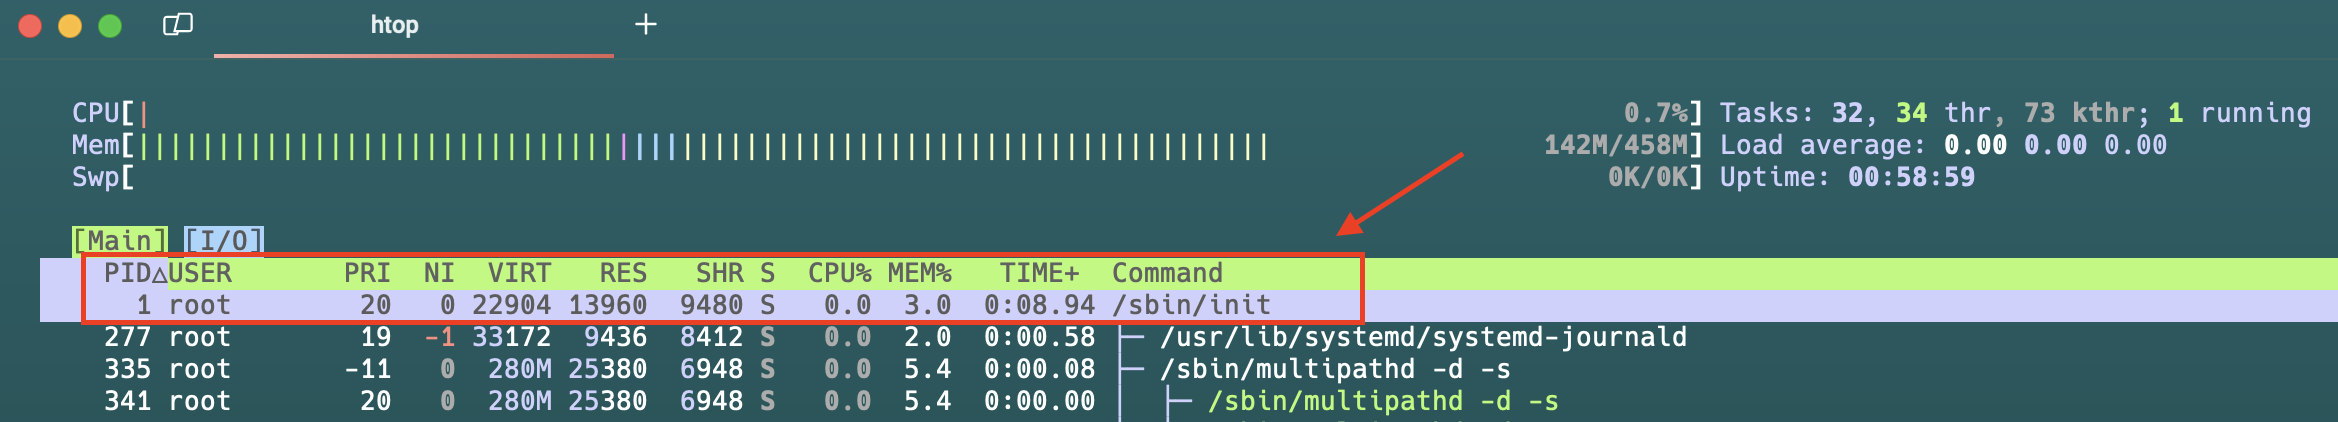 htop
CPU[| 0.7%] Tasks: 32, 34 thr, 73 kthr; 1 running
Mem[||||||||||||||||||||||||||||||||||||||||||||||||||||||||||||||||||||||| 142M/458M] Load average: 0.00 0.00 0.00
Swp[ 0K/0K] Uptime: 00:58:59
[Main] [I/O]
PID△USER PRI NI VIRT RES SHR S CPU% MEM% TIME+ Command
1 root 20 0 22904 13960 9480 S 0.0 3.0 0:08.94 /sbin/init
277 root 19 -1 33172 9436 8412 S 0.0 2.0 0:00.58 ├─ /usr/lib/systemd/systemd-journald
335 root -11 0 280M 25380 6948 S 0.0 5.4 0:00.08 ├─ /sbin/multipathd -d -s
341 root 20 0 280M 25380 6948 S 0.0 5.4 0:00.00 │ ├─ /sbin/multipathd -d -s